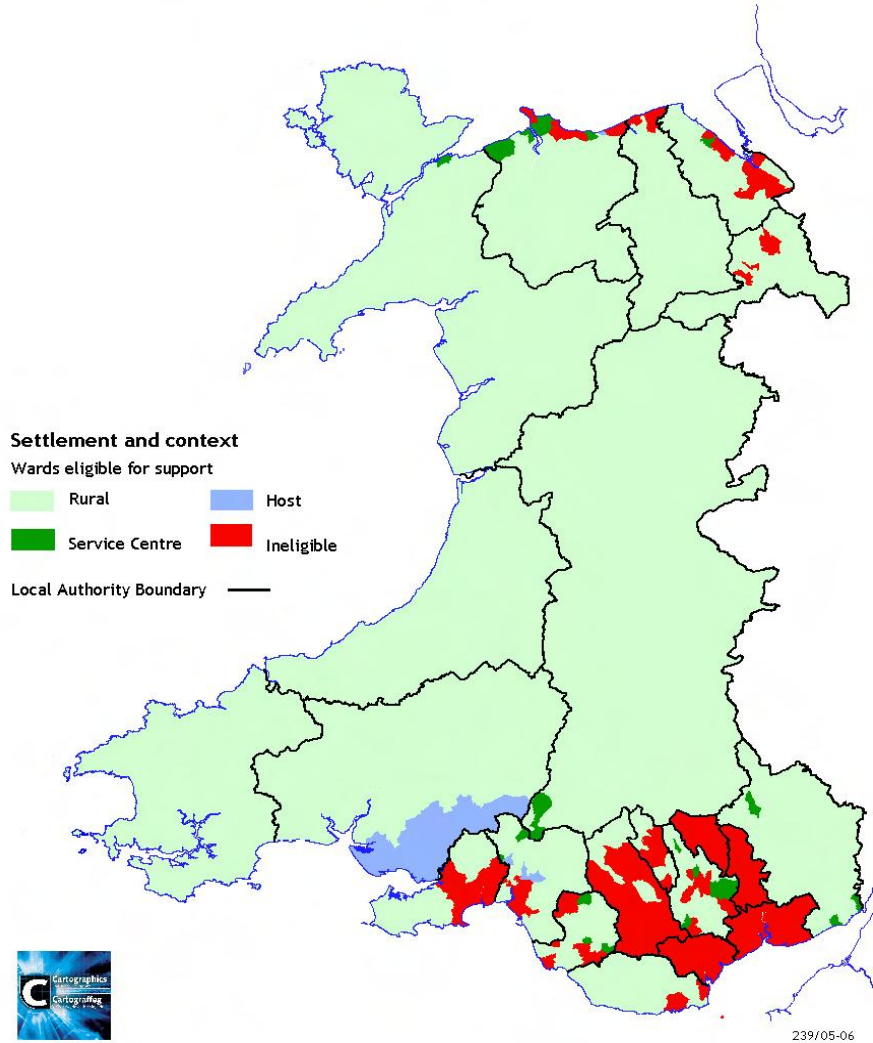 Settlement and context
Wards eligible for support
Rural
Host
Service Centre
Ineligible
Local Authority Boundary
C
Cartographics
Cartograffeg
239/05-06